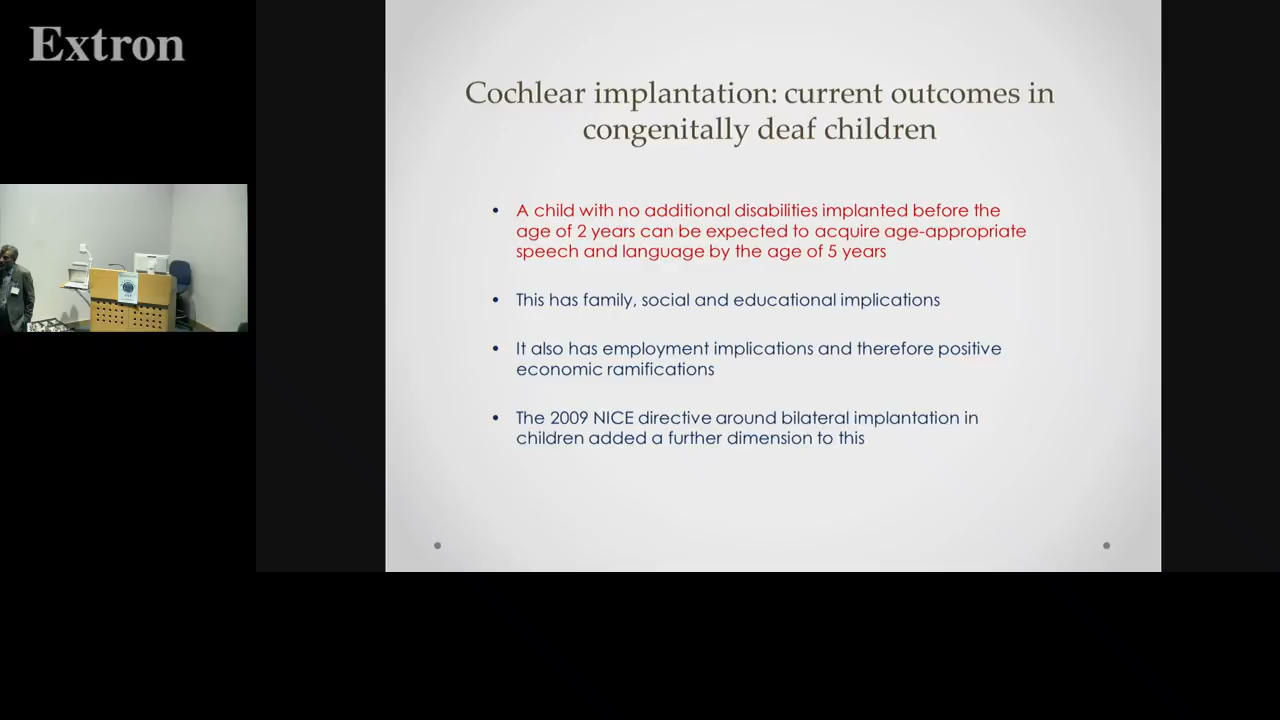 Extron
Cochlear implantation: current outcomes in
congenitally deaf children
• A child with no additional disabilities implanted before the
age of 2 years can be expected to acquire age-appropriate
speech and language by the age of 5 years
• This has family, social and educational implications
• It also has employment implications and therefore positive
economic ramifications
• The 2009 NICE directive around bilateral implantation in
children added a further dimension to this